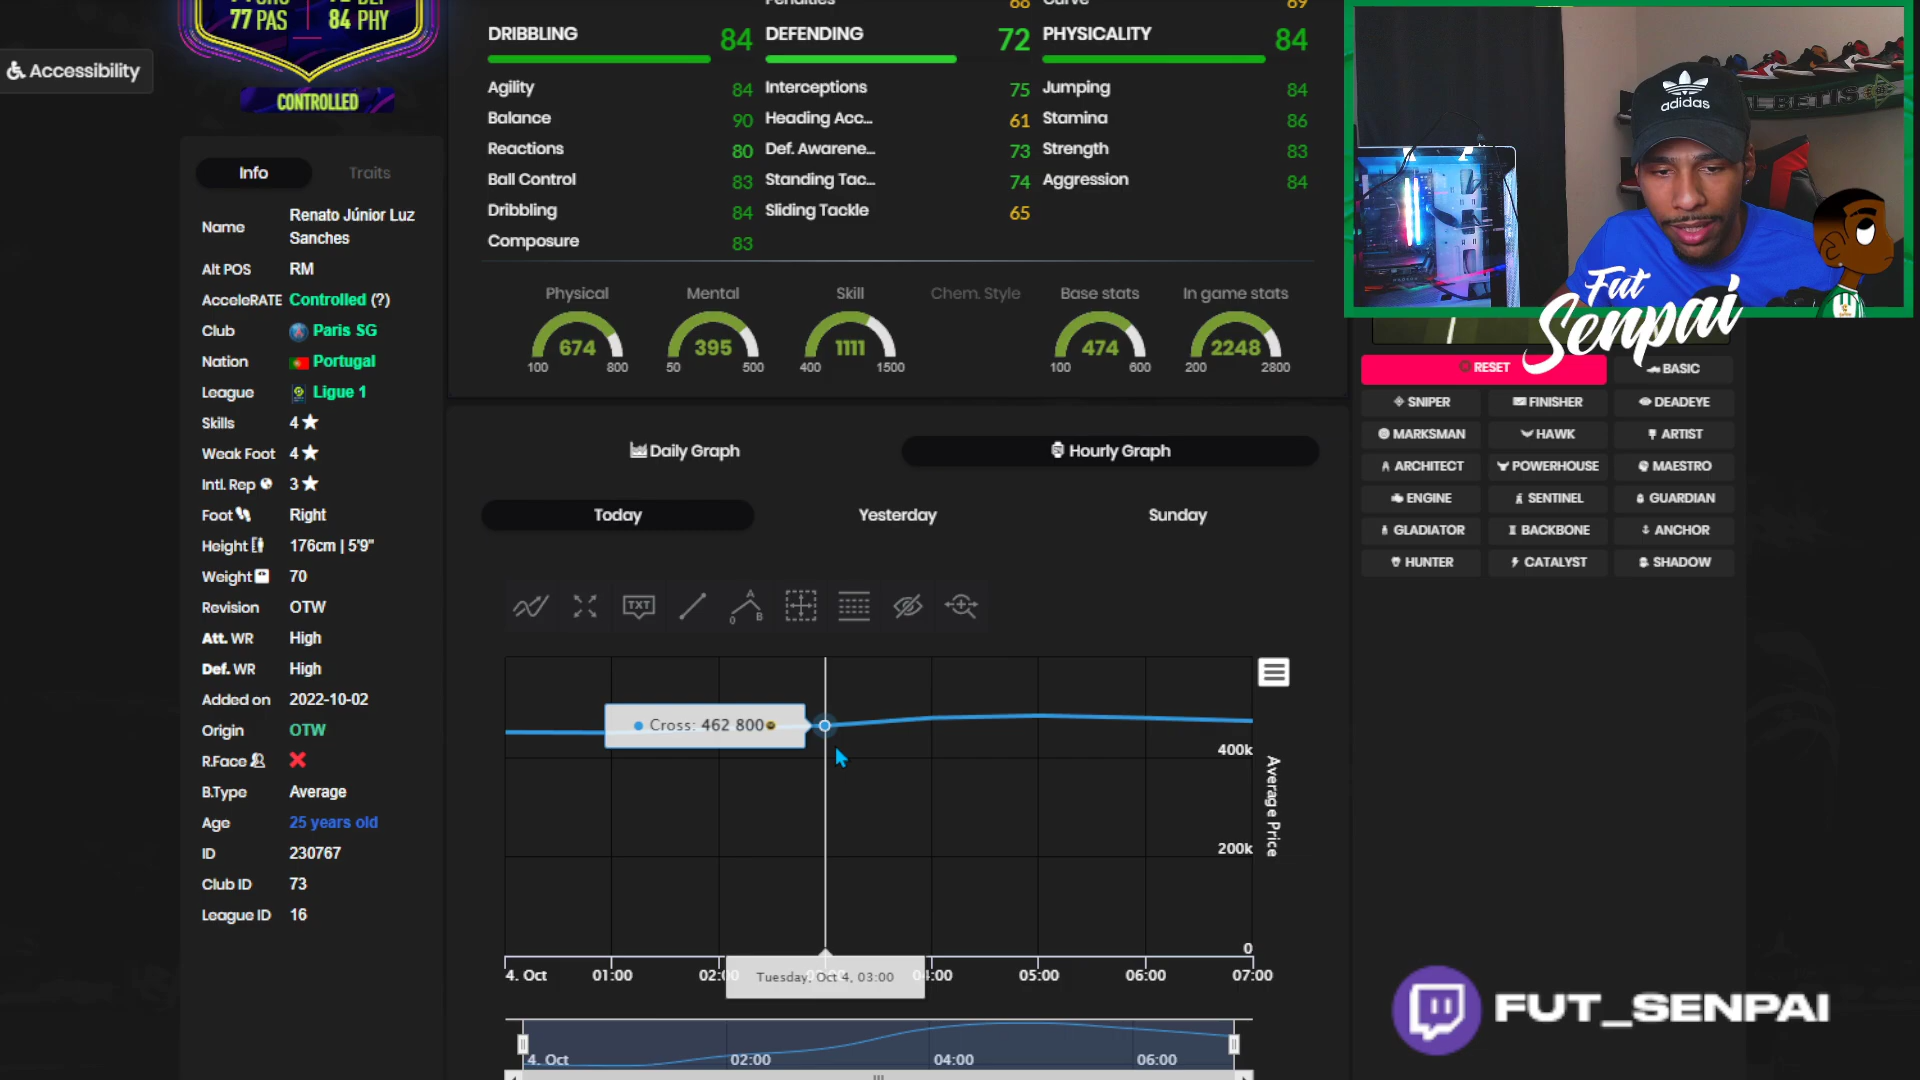 77 PAS
84 PHY
CONTROLLED
Accessibility
Info
Traits
Name Renato Júnior Luz Sanches
Alt POS RM
AcceleRATE Controlled (?)
Club Paris SG
Nation Portugal
League Ligue 1
Skills 4
Weak Foot 4
Intl. Rep 3
Foot Right
Height 176cm | 5'9"
Weight 70
Revision OTW
Att. WR High
Def. WR High
Added on 2022-10-02
Origin OTW
R.Face
B.Type Average
Age 25 years old
ID 230767
Club ID 73
League ID 16
Penalties 68 Curve 69
DRIBBLING 84
Agility 84
Balance 90
Reactions 80
Ball Control 83
Dribbling 84
Composure 83
DEFENDING 72
Interceptions 75
Heading Acc... 61
Def. Awarene... 73
Standing Tac... 74
Sliding Tackle 65
PHYSICALITY 84
Jumping 84
Stamina 86
Strength 83
Aggression 84
Physical 674 100 800
Mental 395 50 500
Skill 1111 400 1500
Chem. Style
Base stats 474 100 600
In game stats 2248 200 2800
Daily Graph
Hourly Graph
Today Yesterday Sunday
TXT
A
0 B
Cross: 462 800
400k
200k
0
Average Price
4. Oct 01:00 02:0 4:00 05:00 06:00 07:00
Tuesday, Oct 4, 03:00
4. Oct 02:00 04:00 06:00
adidas
Fut
Senpai
RESET BASIC
SNIPER FINISHER DEADEYE
MARKSMAN HAWK ARTIST
ARCHITECT POWERHOUSE MAESTRO
ENGINE SENTINEL GUARDIAN
GLADIATOR BACKBONE ANCHOR
HUNTER CATALYST SHADOW
FUT_SENPAI